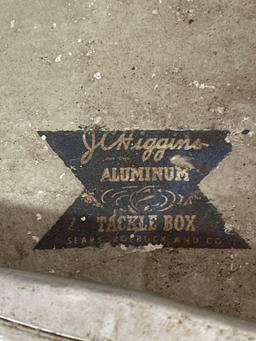 J.C.Higgins
ALUMINUM
TACKLE BOX
SEARS, ROEBUCK AND CO.